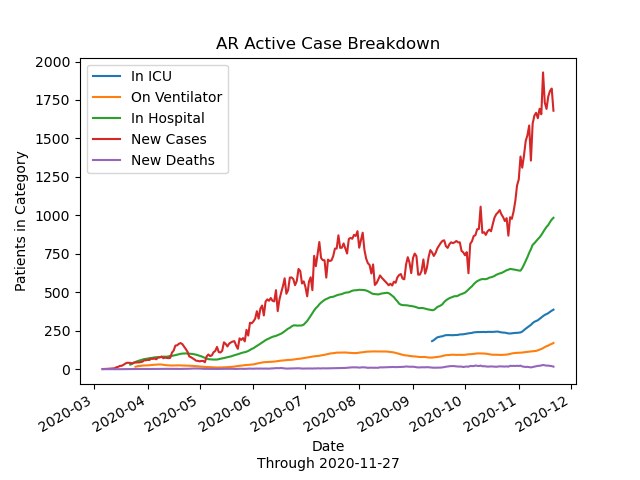 AR Active Case Breakdown
In ICU
On Ventilator
In Hospital
New Cases
New Deaths
Patients in Category
2000
1750
1500
1250
1000
750
500
250
0
2020-03
2020-04
2020-05
2020-06
2020-07
2020-08
2020-09
2020-10
2020-11
2020-12
Date
Through 2020-11-27